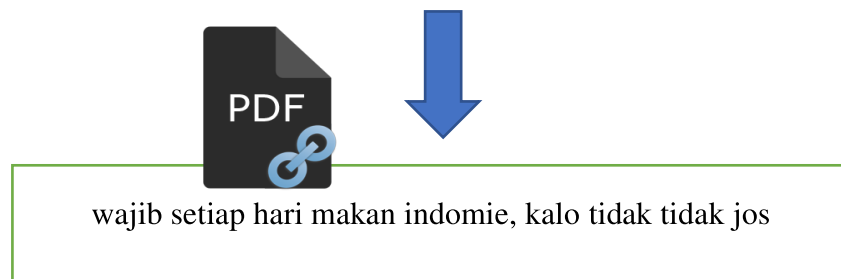 PDF
wajib setiap hari makan indomie, kalo tidak tidak jos